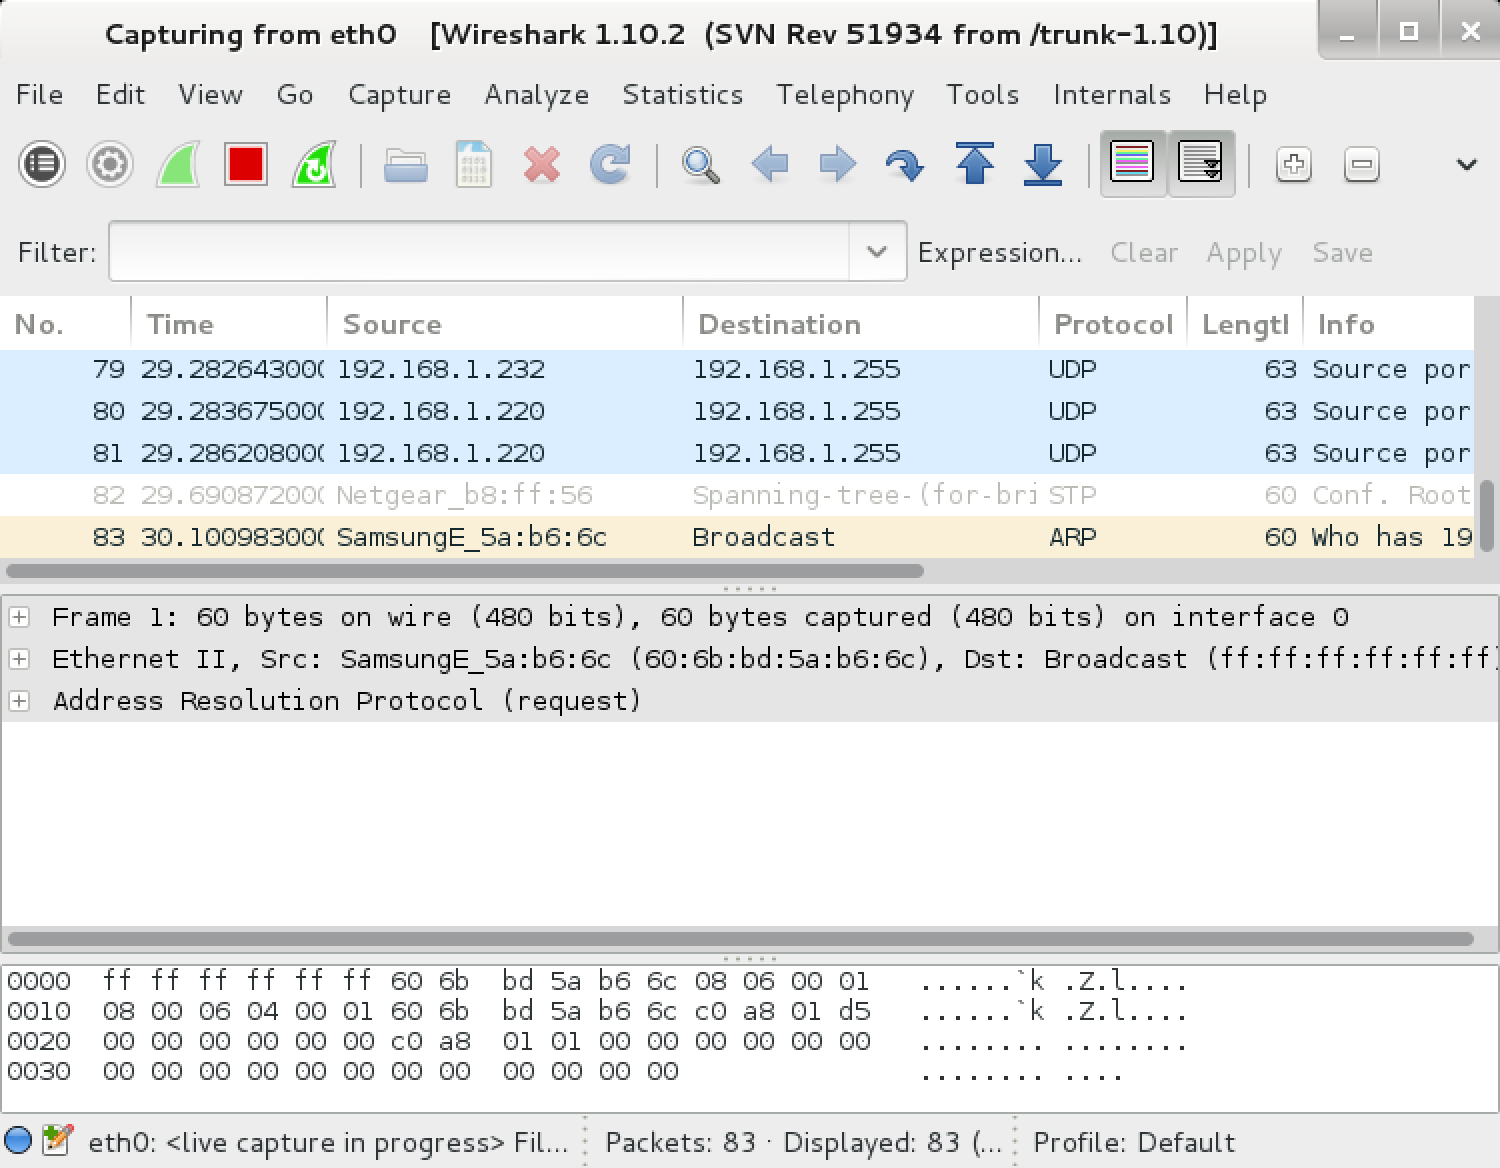 Capturing from eth0 [Wireshark 1.10.2 (SVN Rev 51934 from /trunk-1.10)]
File Edit View Go Capture Analyze Statistics Telephony Tools Internals Help
Filter: Expression... Clear Apply Save
No. Time Source Destination Protocol Lengtl Info
79 29.282643000 192.168.1.232 192.168.1.255 UDP 63 Source por
80 29.283675000 192.168.1.220 192.168.1.255 UDP 63 Source por
81 29.286208000 192.168.1.220 192.168.1.255 UDP 63 Source por
82 29.690872000 Netgear_b8:ff:56 Spanning-tree-(for-bri STP 60 Conf. Root
83 30.100983000 SamsungE_5a:b6:6c Broadcast ARP 60 Who has 19
Frame 1: 60 bytes on wire (480 bits), 60 bytes captured (480 bits) on interface 0
Ethernet II, Src: SamsungE_5a:b6:6c (60:6b:bd:5a:b6:6c), Dst: Broadcast (ff:ff:ff:ff:ff:ff)
Address Resolution Protocol (request)
0000 ff ff ff ff ff ff 60 6b bd 5a b6 6c 08 06 00 01 ......`k .Z.l....
0010 08 00 06 04 00 01 60 6b bd 5a b6 6c c0 a8 01 d5 ......`k .Z.l....
0020 00 00 00 00 00 00 c0 a8 01 01 00 00 00 00 00 00 ........ ........
0030 00 00 00 00 00 00 00 00 00 00 00 00 ........ ....
eth0: <live capture in progress> Fil... Packets: 83 · Displayed: 83 (... Profile: Default